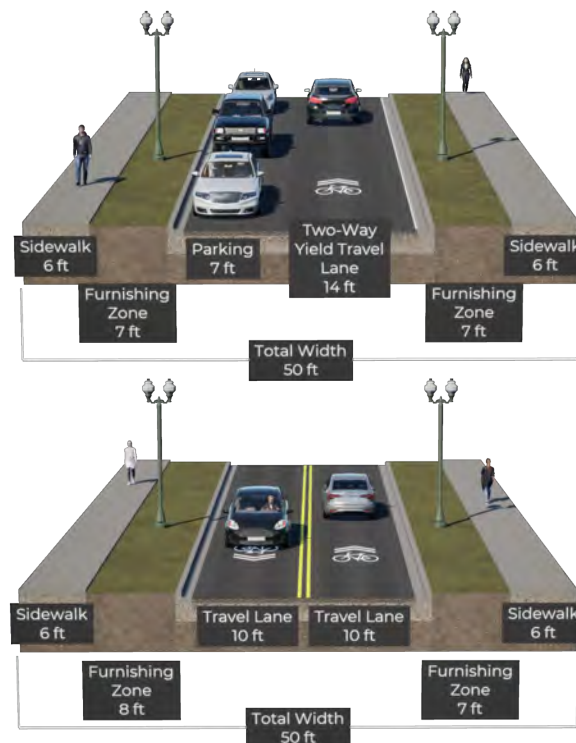 Sidewalk
6 ft
Parking
7 ft
Two-Way
Yield Travel
Lane
14 ft
Sidewalk
6 ft
Furnishing
Zone
7 ft
Furnishing
Zone
7 ft
Total Width
50 ft
Sidewalk
6 ft
Travel Lane
10 ft
Travel Lane
10 ft
Sidewalk
6 ft
Furnishing
Zone
8 ft
Furnishing
Zone
7 ft
Total Width
50 ft